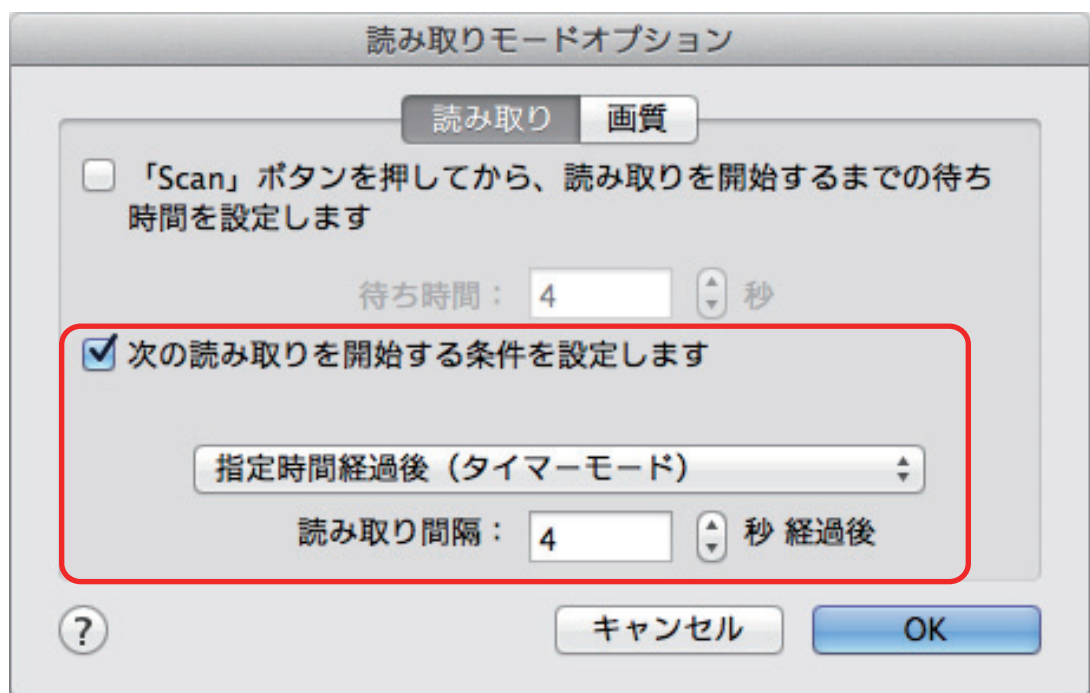 読み取りモードオプション
読み取り 画質
「Scan」ボタンを押してから、読み取りを開始するまでの待ち
時間を設定します
待ち時間： 4 秒
次の読み取りを開始する条件を設定します
指定時間経過後（タイマーモード）
読み取り間隔： 4 秒 経過後
? キャンセル OK